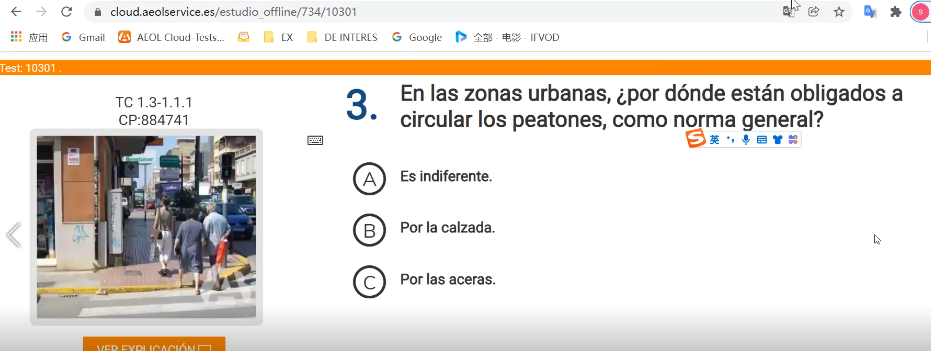 cloud.aeolservice.es/estudio_offline/734/10301
应用 Gmail AEOL Cloud-Tests... EX DE INTERES Google 全部 - 电影 - IFVOD
Test: 10301 .
TC 1.3-1.1.1
CP:884741
3. En las zonas urbanas, ¿por dónde están obligados a
circular los peatones, como norma general?
英
A Es indiferente.
B Por la calzada.
C Por las aceras.
VER EXPLICACIÓN